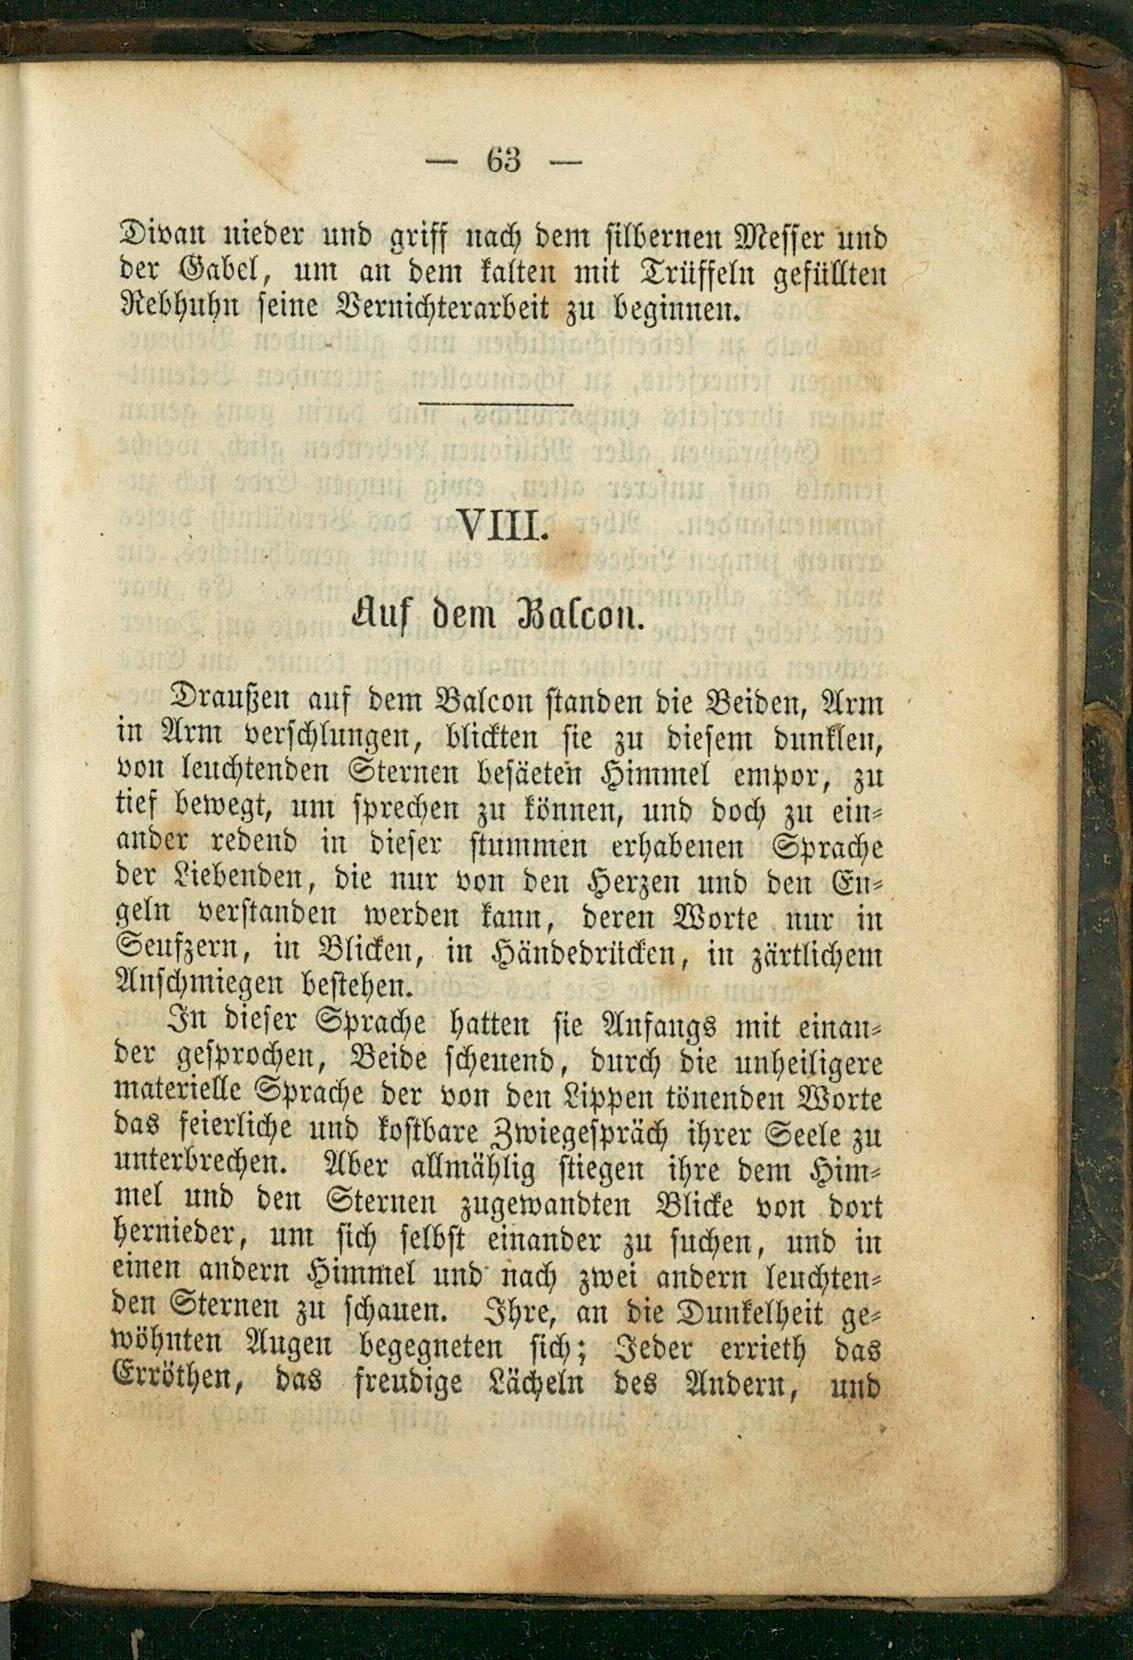 — 63 —
Divan nieder und griff nach dem silbernen Messer und
der Gabel, um an dem kalten mit Trüffeln gefüllten
Rebhuhn seine Vernichterarbeit zu beginnen.
VIII.
Auf dem Balcon.
Draußen auf dem Balcon standen die Beiden, Arm
in Arm verschlungen, blickten sie zu diesem dunklen,
von leuchtenden Sternen besäeten Himmel empor, zu
tief bewegt, um sprechen zu können, und doch zu ein-
ander redend in dieser stummen erhabenen Sprache
der Liebenden, die nur von den Herzen und den En-
geln verstanden werden kann, deren Worte nur in
Seufzern, in Blicken, in Händedrücken, in zärtlichem
Anschmiegen bestehen.
In dieser Sprache hatten sie Anfangs mit einan-
der gesprochen, Beide scheuend, durch die unheiligere
materielle Sprache der von den Lippen tönenden Worte
das feierliche und kostbare Zwiegespräch ihrer Seele zu
unterbrechen. Aber allmählig stiegen ihre dem Him-
mel und den Sternen zugewandten Blicke von dort
hernieder, um sich selbst einander zu suchen, und in
einen andern Himmel und nach zwei andern leuchten-
den Sternen zu schauen. Ihre, an die Dunkelheit ge-
wöhnten Augen begegneten sich; Jeder errieth das
Erröthen, das freudige Lächeln des Andern, und